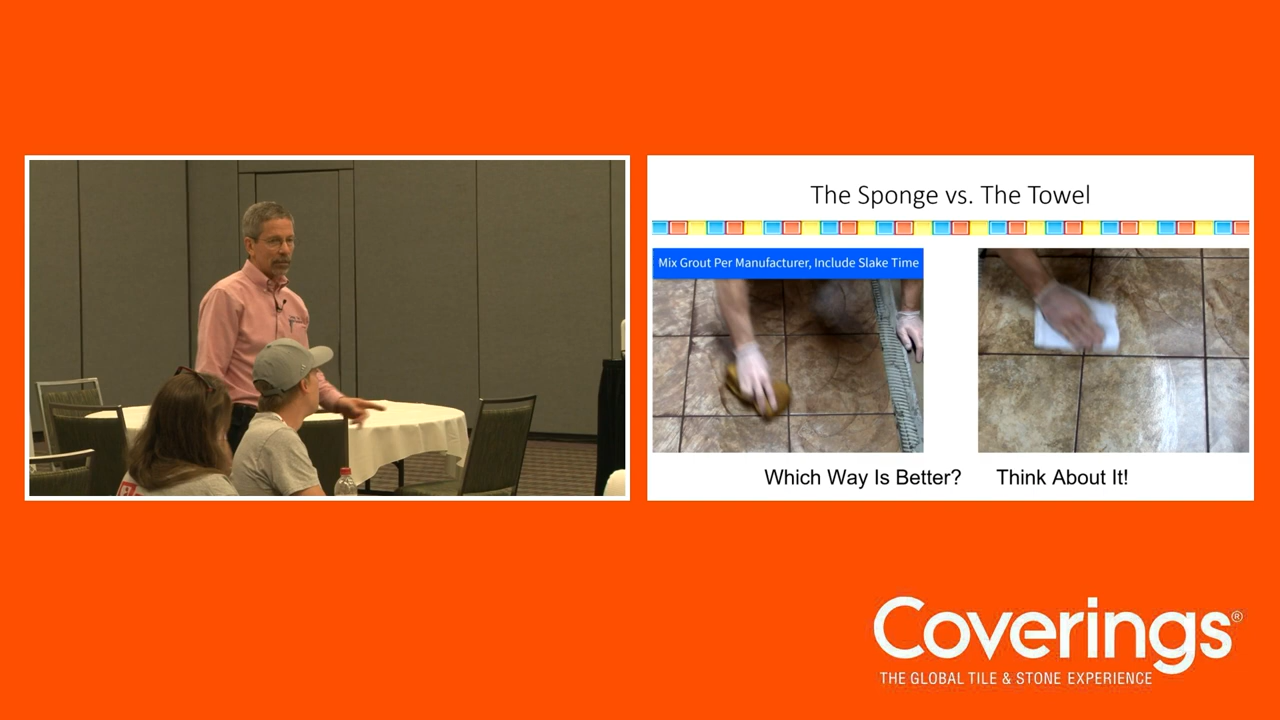 The Sponge vs. The Towel
Mix Grout Per Manufacturer, Include Slake Time
Which Way Is Better? Think About It!
Coverings®
THE GLOBAL TILE & STONE EXPERIENCE